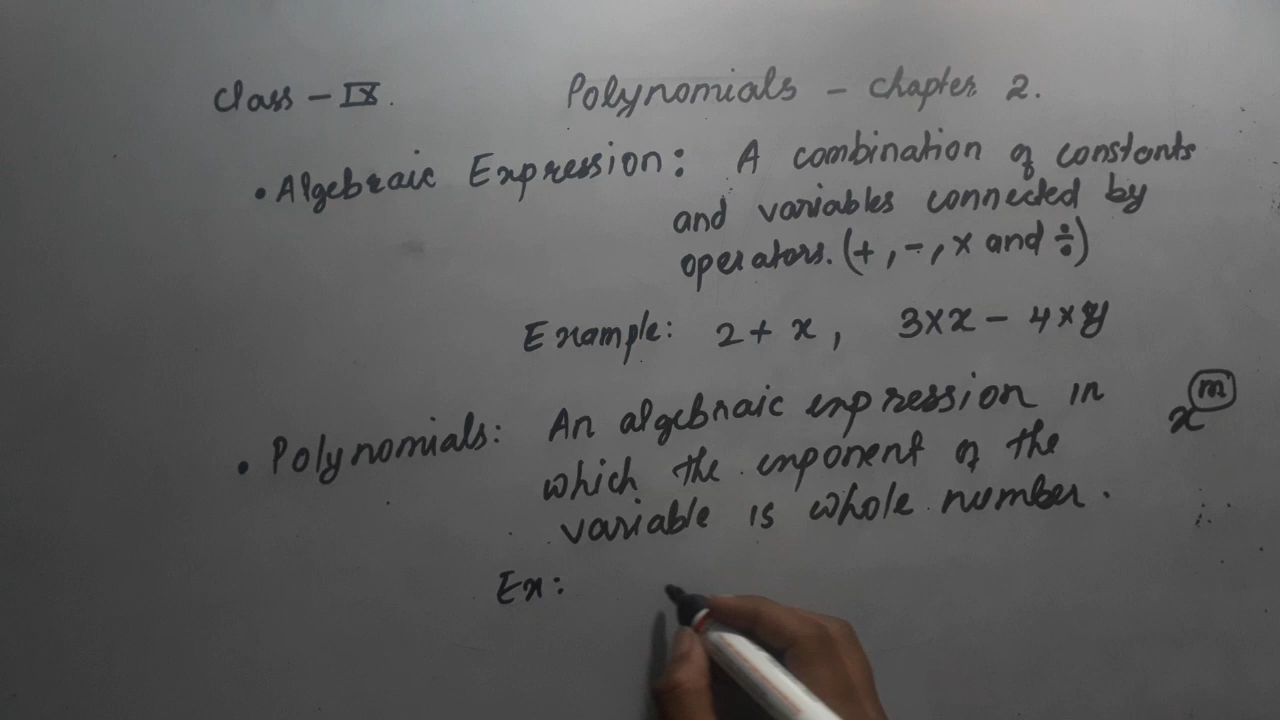 Class - IX. Polynomials - Chapter 2.
• Algebraic Expression: A combination of constants
and variables connected by
operators. (+, -, × and ÷)
Example: 2 + x, 3×x - 4×y
• Polynomials: An algebraic expression in x^m
which the exponent of the
variable is whole number.
Ex: